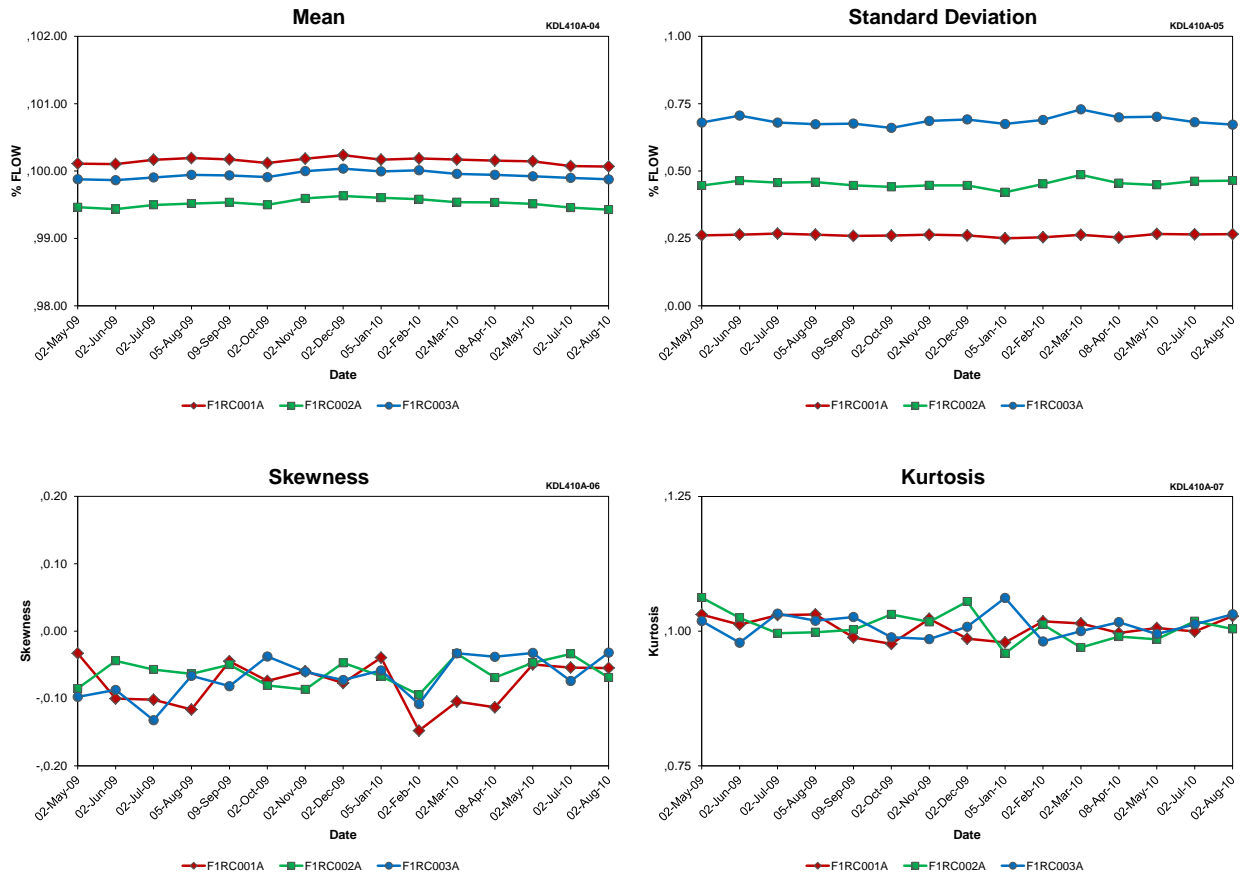 Mean
KDL410A-04
,102.00
,101.00
,100.00
,99.00
,98.00
% FLOW
02-May-09
02-Jun-09
02-Jul-09
05-Aug-09
09-Sep-09
02-Oct-09
02-Nov-09
02-Dec-09
05-Jan-10
02-Feb-10
02-Mar-10
08-Apr-10
02-May-10
02-Jul-10
02-Aug-10
Date
F1RC001A F1RC002A F1RC003A
Standard Deviation
KDL410A-05
,1.00
,0.75
,0.50
,0.25
,0.00
% FLOW
02-May-09
02-Jun-09
02-Jul-09
05-Aug-09
09-Sep-09
02-Oct-09
02-Nov-09
02-Dec-09
05-Jan-10
02-Feb-10
02-Mar-10
08-Apr-10
02-May-10
02-Jul-10
02-Aug-10
Date
F1RC001A F1RC002A F1RC003A
Skewness
KDL410A-06
,0.20
,0.10
,0.00
-,0.10
-,0.20
Skewness
02-May-09
02-Jun-09
02-Jul-09
05-Aug-09
09-Sep-09
02-Oct-09
02-Nov-09
02-Dec-09
05-Jan-10
02-Feb-10
02-Mar-10
08-Apr-10
02-May-10
02-Jul-10
02-Aug-10
Date
F1RC001A F1RC002A F1RC003A
Kurtosis
KDL410A-07
,1.25
,1.00
,0.75
Kurtosis
02-May-09
02-Jun-09
02-Jul-09
05-Aug-09
09-Sep-09
02-Oct-09
02-Nov-09
02-Dec-09
05-Jan-10
02-Feb-10
02-Mar-10
08-Apr-10
02-May-10
02-Jul-10
02-Aug-10
Date
F1RC001A F1RC002A F1RC003A